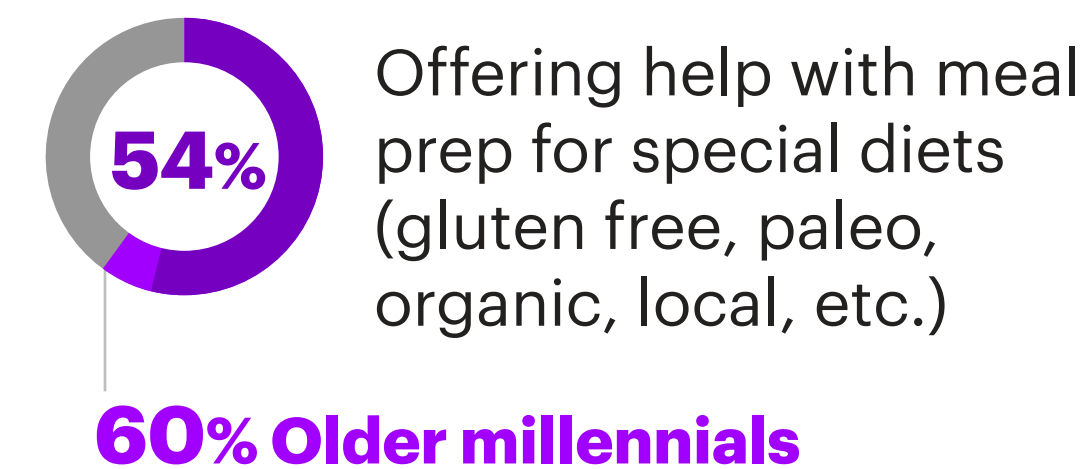 54%
Offering help with meal
prep for special diets
(gluten free, paleo,
organic, local, etc.)
60% Older millennials